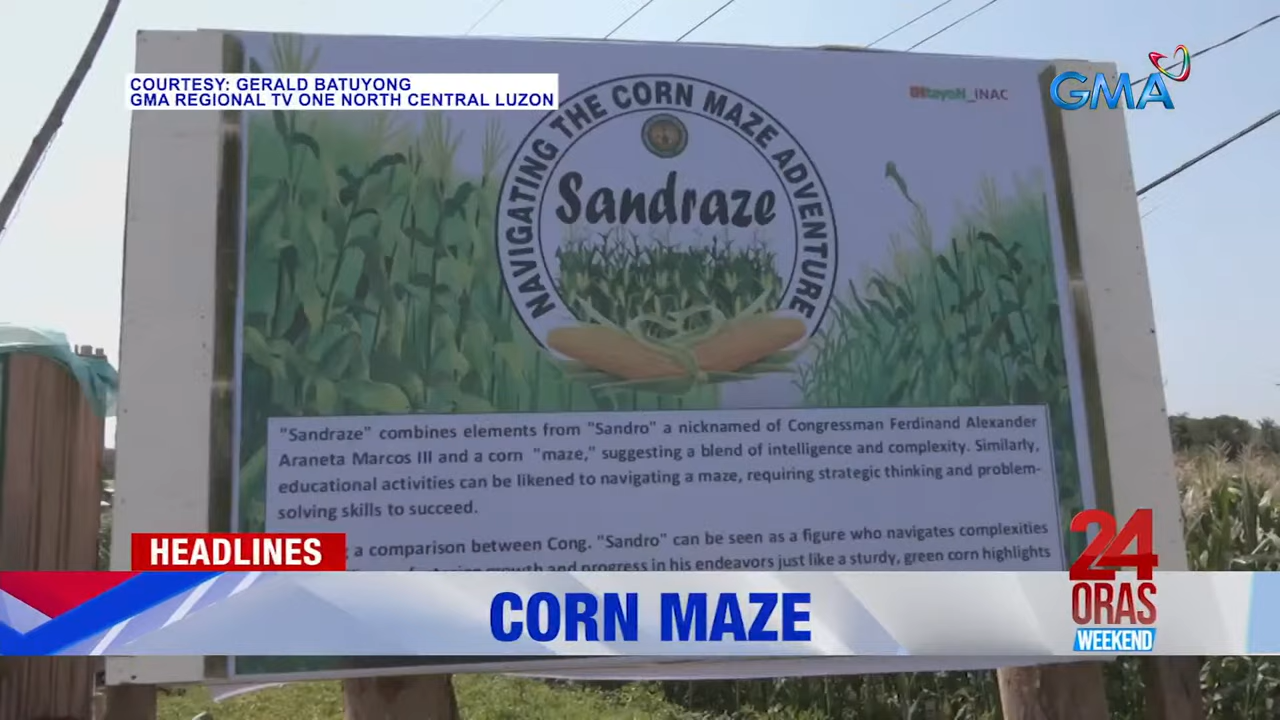 COURTESY: GERALD BATUYONG
GMA REGIONAL TV ONE NORTH CENTRAL LUZON
GMA
INtayoN_iNAC
NAVIGATING THE CORN MAZE ADVENTURE
Sandraze
"Sandraze" combines elements from "Sandro" a nicknamed of Congressman Ferdinand Alexander
Araneta Marcos III and a corn "maze," suggesting a blend of intelligence and complexity. Similarly,
educational activities can be likened to navigating a maze, requiring strategic thinking and problem-
solving skills to succeed.
a comparison between Cong. "Sandro" can be seen as a figure who navigates complexities
growth and progress in his endeavors just like a sturdy, green corn highlights
HEADLINES
CORN MAZE
24
ORAS
WEEKEND